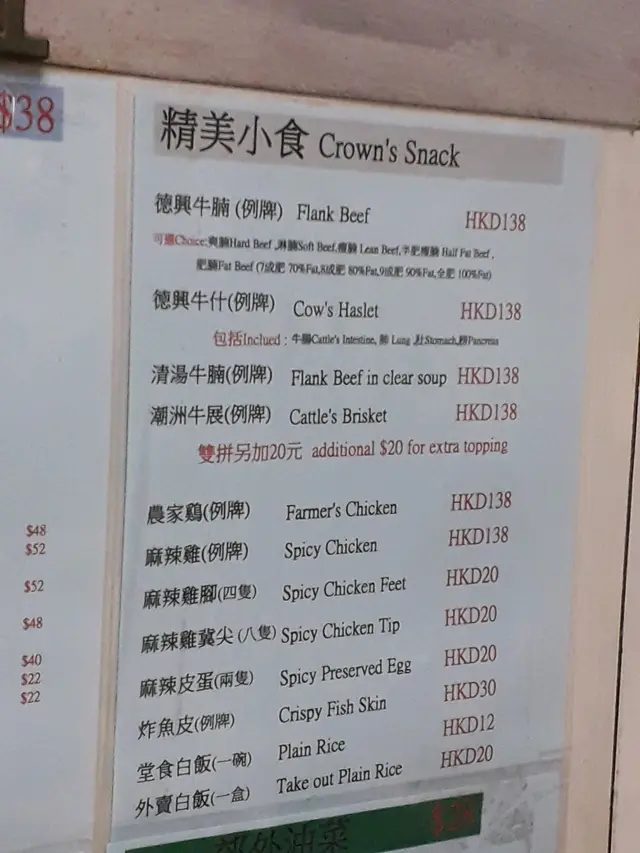 $38
$48
$52
$52
$48
$40
$22
$22
精美小食 Crown's Snack
德興牛腩 (例牌) Flank Beef HKD138
可選Choice:爽腩Hard Beef ,淋腩Soft Beef,瘦腩 Lean Beef,半肥瘦腩 Half Fat Beef ,
肥腩Fat Beef (7成肥 70%Fat,8成肥 80%Fat,9成肥 90%Fat,全肥 100%Fat)
德興牛什(例牌) Cow's Haslet HKD138
包括Inclued : 牛腸Cattle's Intestine, 肺 Lung ,肚Stomach,膀Pancreas
清湯牛腩(例牌) Flank Beef in clear soup HKD138
潮洲牛展(例牌) Cattle's Brisket HKD138
雙拼另加20元 additional $20 for extra topping
農家鷄(例牌) Farmer's Chicken HKD138
麻辣雞(例牌) Spicy Chicken HKD138
麻辣雞腳(四隻) Spicy Chicken Feet HKD20
麻辣雞冀尖 (八隻) Spicy Chicken Tip HKD20
麻辣皮蛋(兩隻) Spicy Preserved Egg HKD20
炸魚皮(例牌) Crispy Fish Skin HKD30
堂食白飯(一碗) Plain Rice HKD12
外賣白飯(一盒) Take out Plain Rice HKD20
郊外油菜 $28